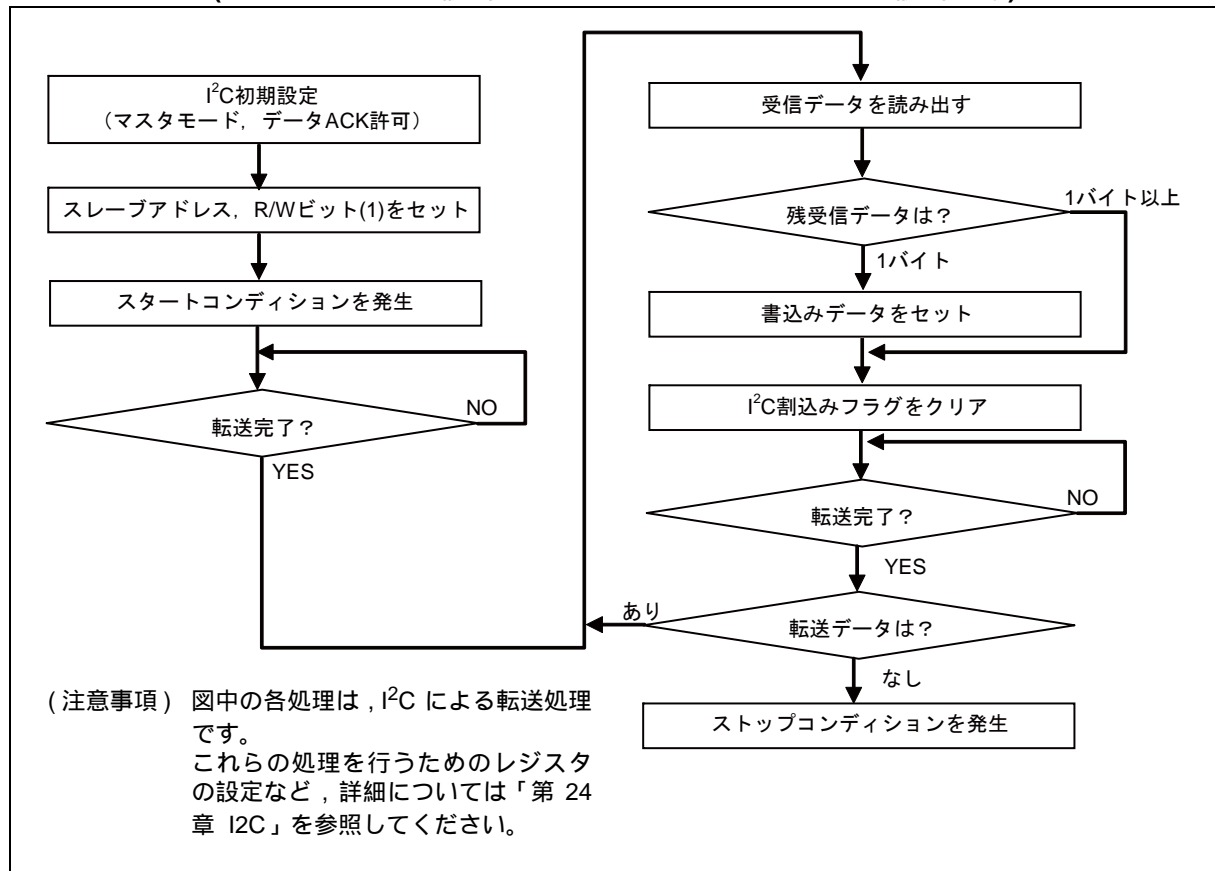 I²C初期設定
（マスタモード，データACK許可）
スレーブアドレス，R/Wビット(1)をセット
スタートコンディションを発生
転送完了？
NO
YES
受信データを読み出す
残受信データは？
1バイト以上
1バイト
書込みデータをセット
I²C割込みフラグをクリア
転送完了？
NO
YES
転送データは？
あり
なし
ストップコンディションを発生
(注意事項) 図中の各処理は , I²C による転送処理
です。
これらの処理を行うためのレジスタ
の設定など , 詳細については「第 24
章 I2C」を参照してください。